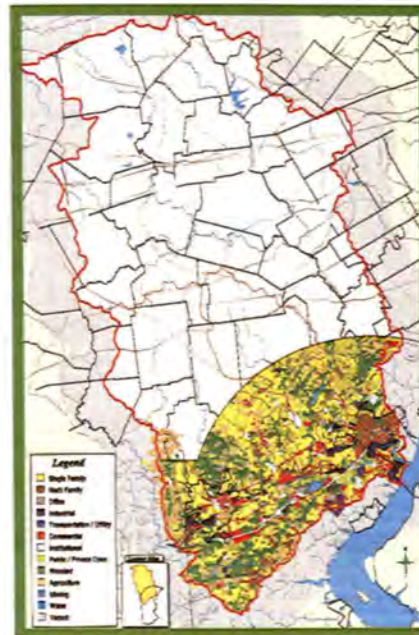 Legend
Single Family
Multi Family
Office
Industrial
Transportation / Utility
Commercial
Institutional
Public / Private Open
Wooded
Agriculture
Mining
Water
Vacant